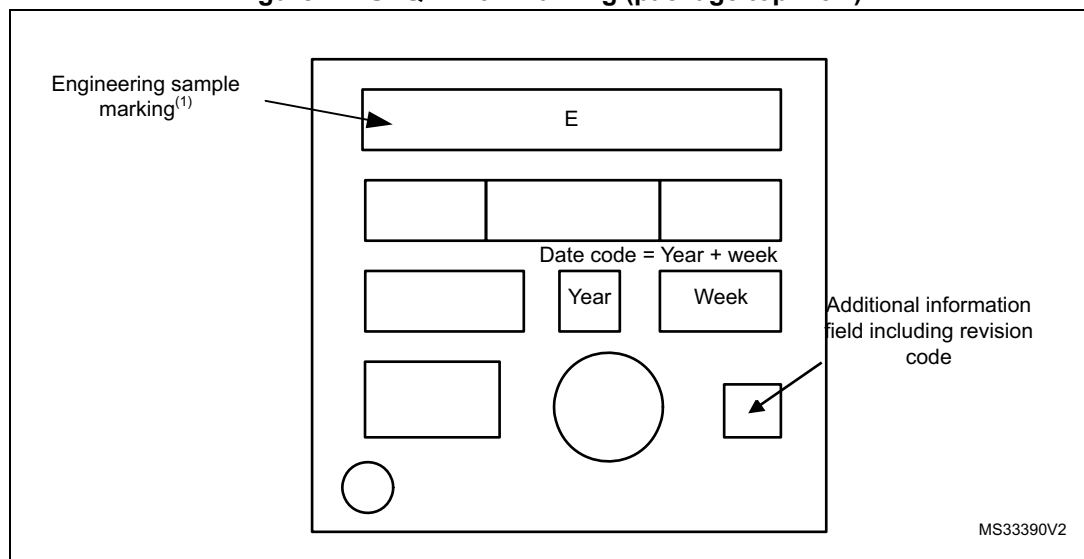 Engineering sample
marking(1)
E
Date code = Year + week
Year
Week
Additional information
field including revision
code
MS33390V2